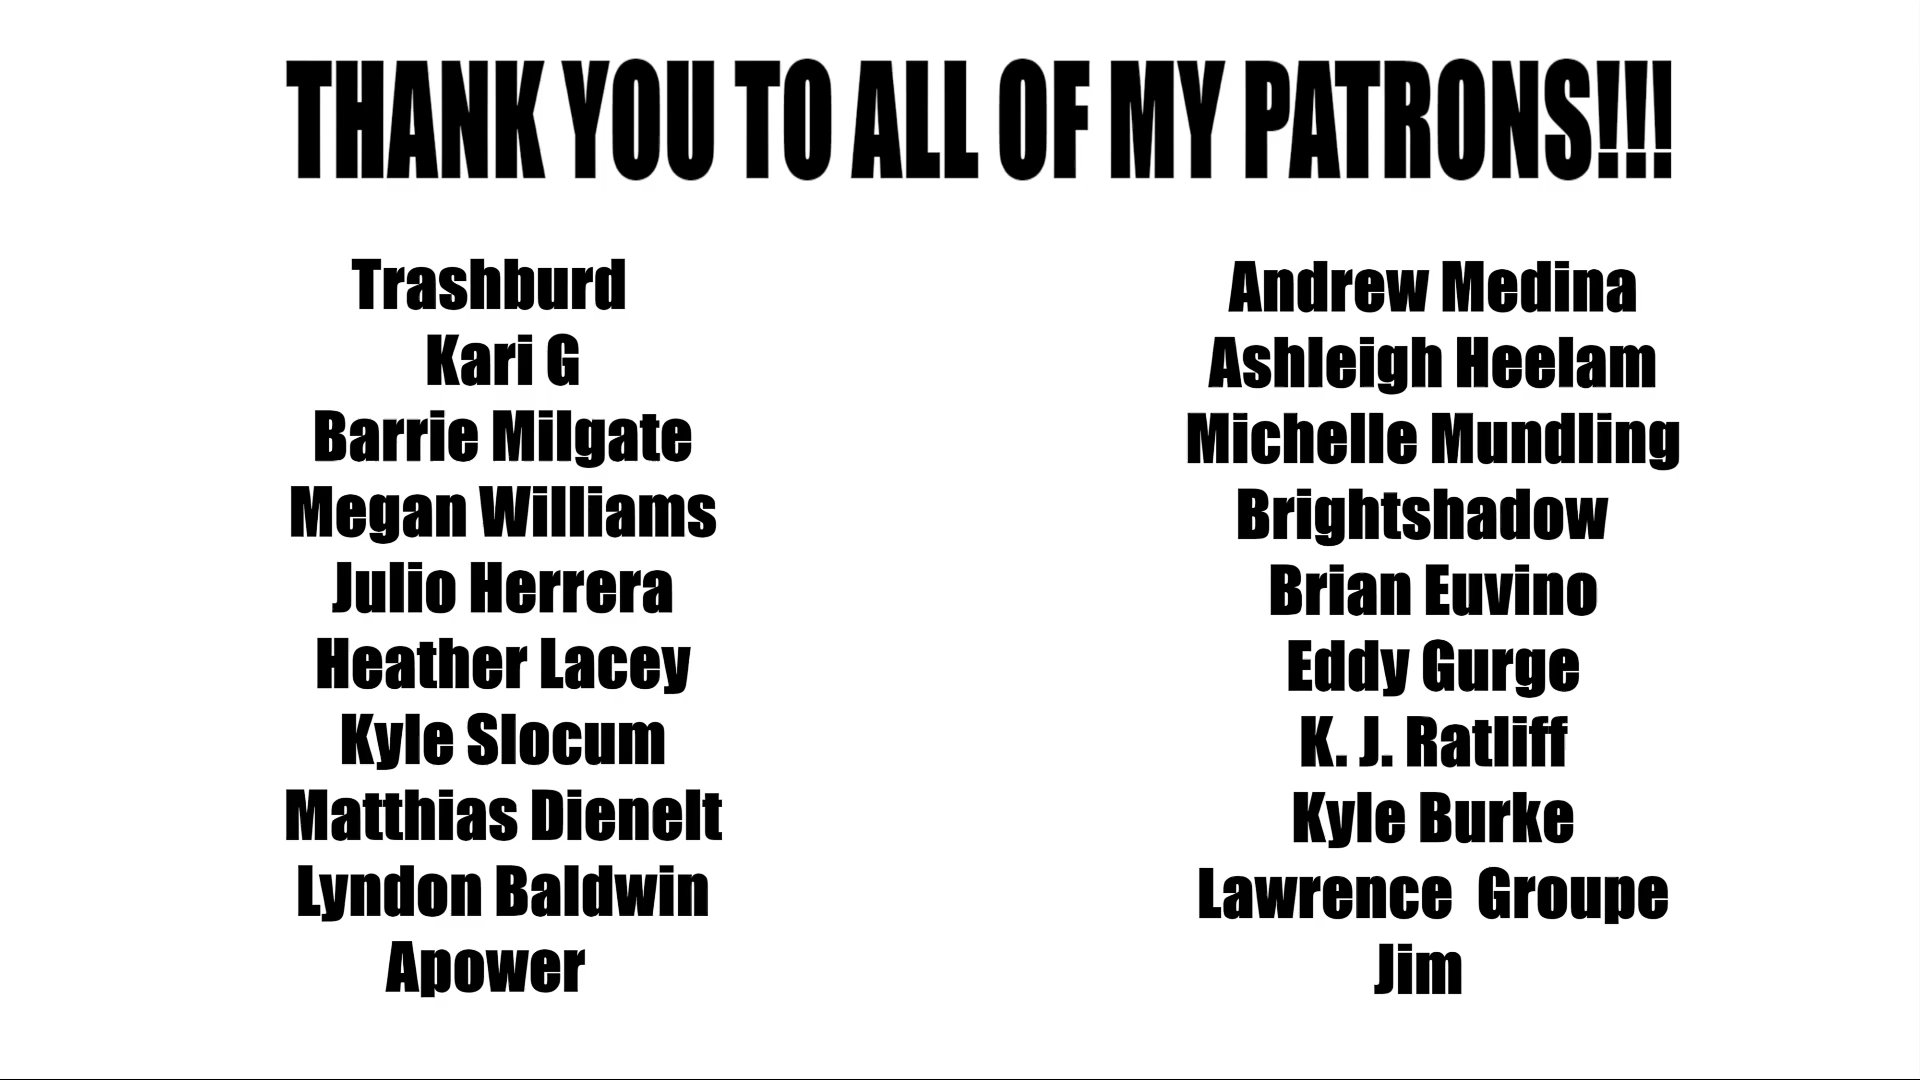 THANK YOU TO ALL OF MY PATRONS!!!
Trashburd
Kari G
Barrie Milgate
Megan Williams
Julio Herrera
Heather Lacey
Kyle Slocum
Matthias Dienelt
Lyndon Baldwin
Apower
Andrew Medina
Ashleigh Heelam
Michelle Mundling
Brightshadow
Brian Euvino
Eddy Gurge
K. J. Ratliff
Kyle Burke
Lawrence  Groupe
Jim